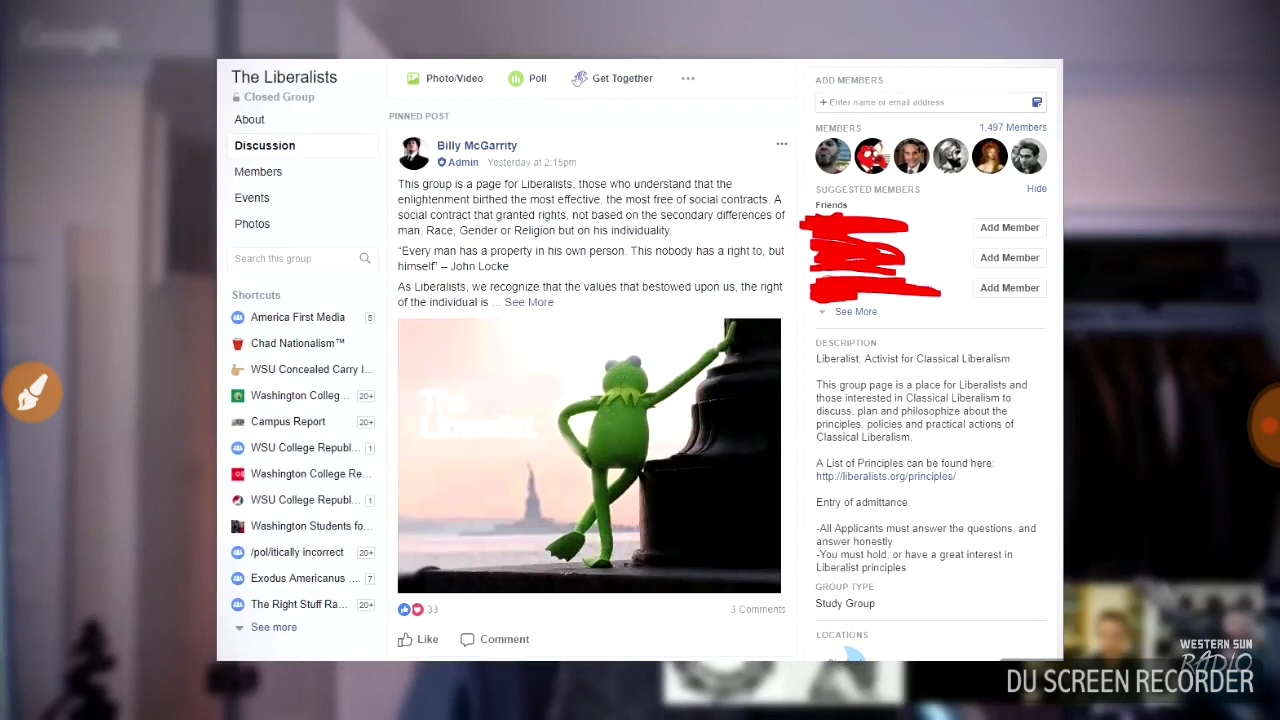 Google
The Liberalists
Closed Group
About
Discussion
Members
Events
Photos
Search this group
Shortcuts
America First Media 5
Chad Nationalism™
WSU Concealed Carry I...
Washington Colleg... 20+
Campus Report 20+
WSU College Republ... 1
Washington College Re...
WSU College Republ... 1
Washington Students fo...
/pol/itically incorrect 20+
Exodus Americanus ... 7
The Right Stuff Ra... 20+
See more
Photo/Video Poll Get Together
PINNED POST
Billy McGarrity
Admin Yesterday at 2:15pm
This group is a page for Liberalists, those who understand that the
enlightenment birthed the most effective, the most free of social contracts. A
social contract that granted rights, not based on the secondary differences of
man; Race, Gender or Religion but on his individuality.
“Every man has a property in his own person. This nobody has a right to, but
himself” – John Locke
As Liberalists, we recognize that the values that bestowed upon us, the right
of the individual is ... See More
The
Liberalist
33
3 Comments
Like Comment
ADD MEMBERS
+ Enter name or email address
MEMBERS 1,497 Members
SUGGESTED MEMBERS Hide
Friends
Add Member
Add Member
Add Member
See More
DESCRIPTION
Liberalist; Activist for Classical Liberalism.
This group page is a place for Liberalists and
those interested in Classical Liberalism to
discuss, plan and philosophize about the
principles, policies and practical actions of
Classical Liberalism.
A List of Principles can be found here:
http://liberalists.org/principles/
Entry of admittance.
-All Applicants must answer the questions, and
answer honestly.
-You must hold, or have a great interest in
Liberalist principles.
GROUP TYPE
Study Group
LOCATIONS
WESTERN SUN
RADIO
DU SCREEN RECORDER